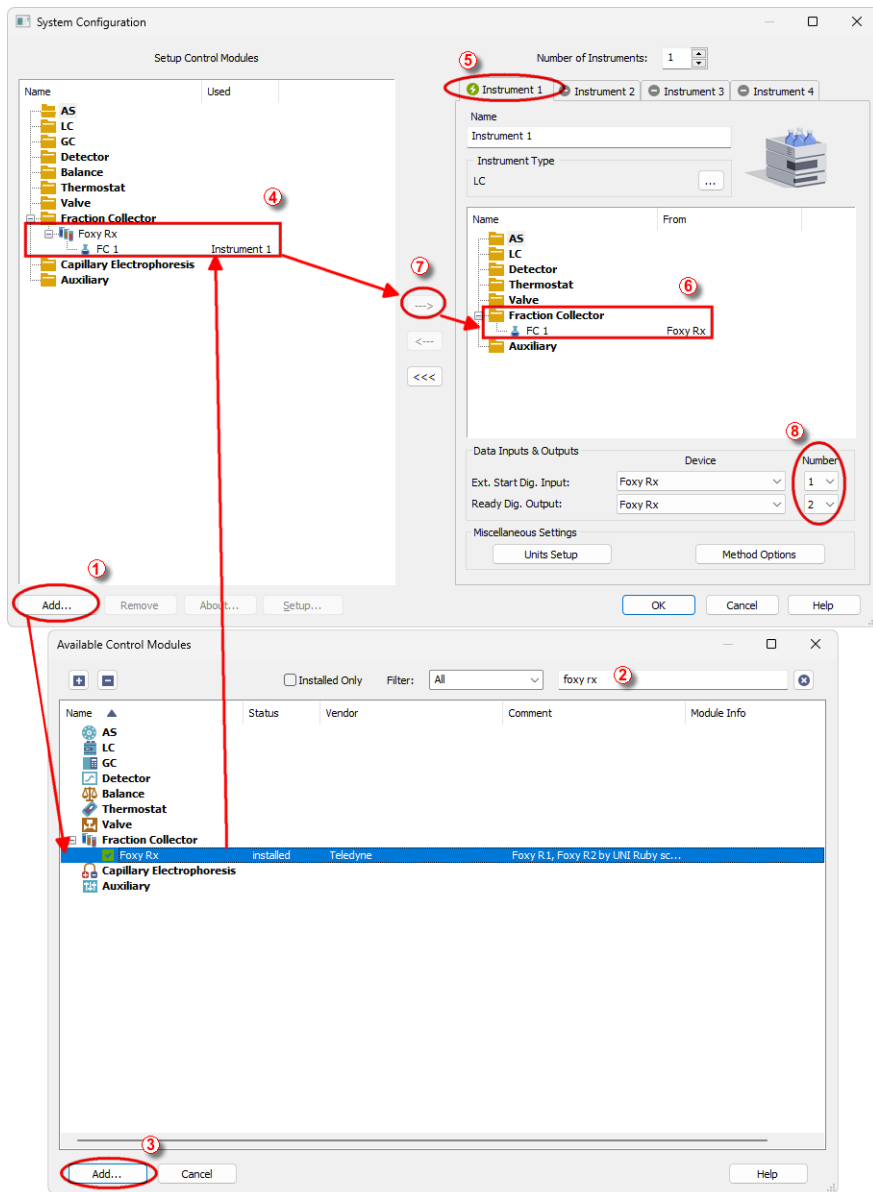 System Configuration
Setup Control Modules
Number of Instruments: 1
⑤
Name Used
AS
LC
GC
Detector
Balance
Thermostat
Valve
④
Fraction Collector
Foxy Rx
FC 1 Instrument 1
Capillary Electrophoresis
Auxiliary
⑦
--->
<---
<<<
Instrument 1 Instrument 2 Instrument 3 Instrument 4
Name
Instrument 1
Instrument Type
LC ...
Name From
AS
LC
Detector
Thermostat
⑥
Valve
Fraction Collector
FC 1 Foxy Rx
Auxiliary
⑧
Data Inputs & Outputs
Device Number
Ext. Start Dig. Input: Foxy Rx 1
Ready Dig. Output: Foxy Rx 2
Miscellaneous Settings
Units Setup Method Options
①
Add... Remove About... Setup...
OK Cancel Help
Available Control Modules
Installed Only Filter: All foxy rx ②
Name Status Vendor Comment Module Info
AS
LC
GC
Detector
Balance
Thermostat
Valve
Fraction Collector
Foxy Rx installed Teledyne Foxy R1, Foxy R2 by UNI Ruby sc...
Capillary Electrophoresis
Auxiliary
③
Add... Cancel Help